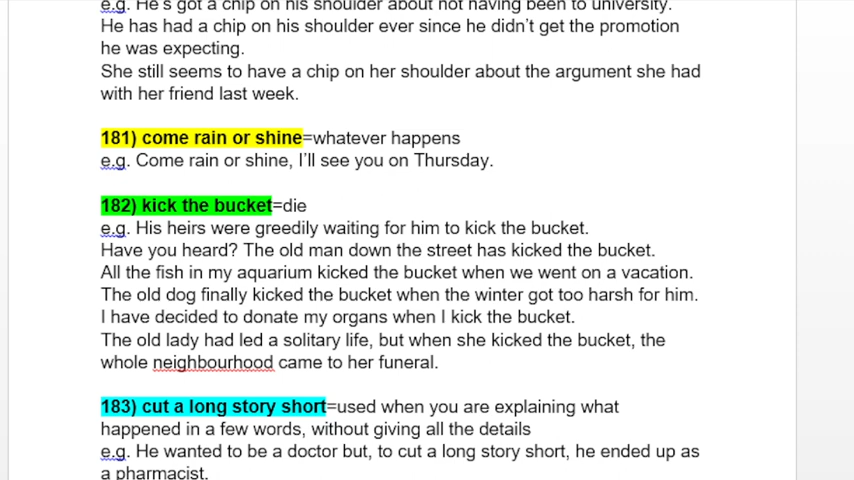 e.g. He's got a chip on his shoulder about not having been to university.
He has had a chip on his shoulder ever since he didn't get the promotion
he was expecting.
She still seems to have a chip on her shoulder about the argument she had
with her friend last week.
181) come rain or shine=whatever happens
e.g. Come rain or shine, I'll see you on Thursday.
182) kick the bucket=die
e.g. His heirs were greedily waiting for him to kick the bucket.
Have you heard? The old man down the street has kicked the bucket.
All the fish in my aquarium kicked the bucket when we went on a vacation.
The old dog finally kicked the bucket when the winter got too harsh for him.
I have decided to donate my organs when I kick the bucket.
The old lady had led a solitary life, but when she kicked the bucket, the
whole neighbourhood came to her funeral.
183) cut a long story short=used when you are explaining what
happened in a few words, without giving all the details
e.g. He wanted to be a doctor but, to cut a long story short, he ended up as
a pharmacist.